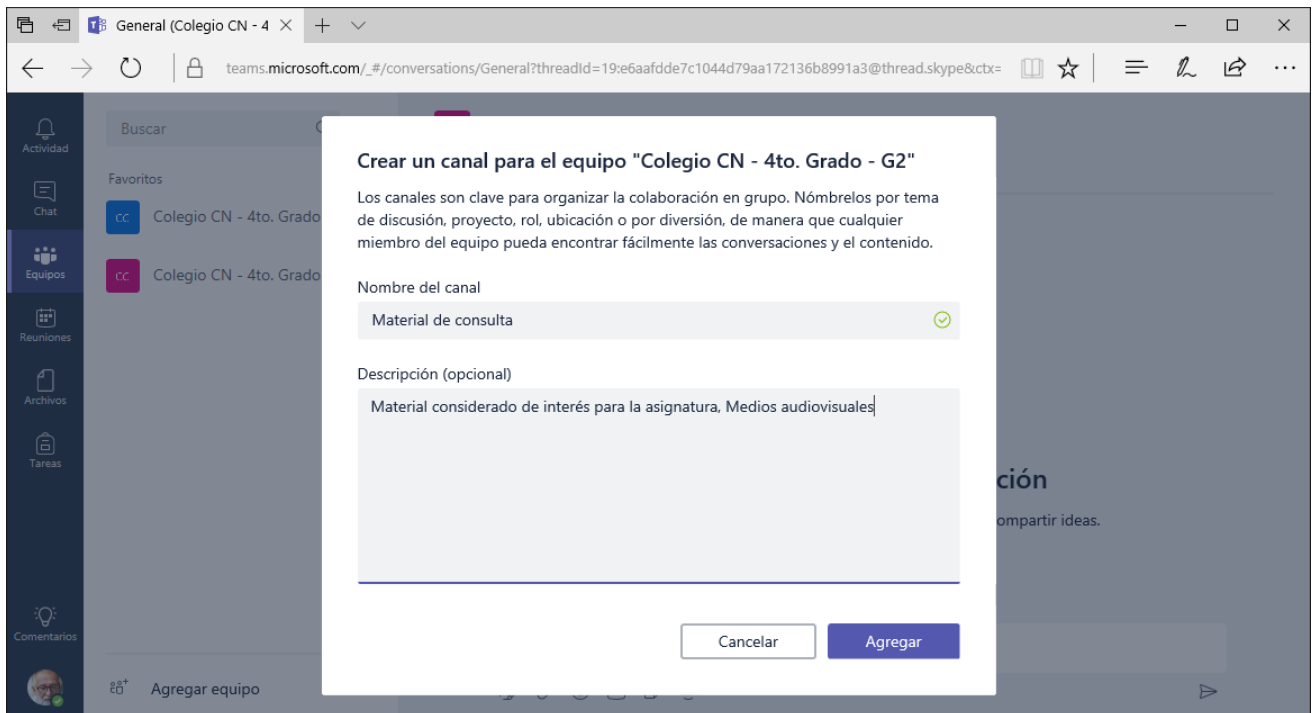 General (Colegio CN - 4
teams.microsoft.com/_#/conversations/General?threadId=19:e6aafdde7c1044d79aa172136b8991a3@thread.skype&ctx=
Actividad
Chat
Equipos
Reuniones
Archivos
Tareas
Comentarios
Buscar
Favoritos
CC Colegio CN - 4to. Grado
CC Colegio CN - 4to. Grado
Agregar equipo
Crear un canal para el equipo "Colegio CN - 4to. Grado - G2"
Los canales son clave para organizar la colaboración en grupo. Nómbrelos por tema
de discusión, proyecto, rol, ubicación o por diversión, de manera que cualquier
miembro del equipo pueda encontrar fácilmente las conversaciones y el contenido.
Nombre del canal
Material de consulta
Descripción (opcional)
Material considerado de interés para la asignatura, Medios audiovisuales
Cancelar
Agregar
ción
ompartir ideas.